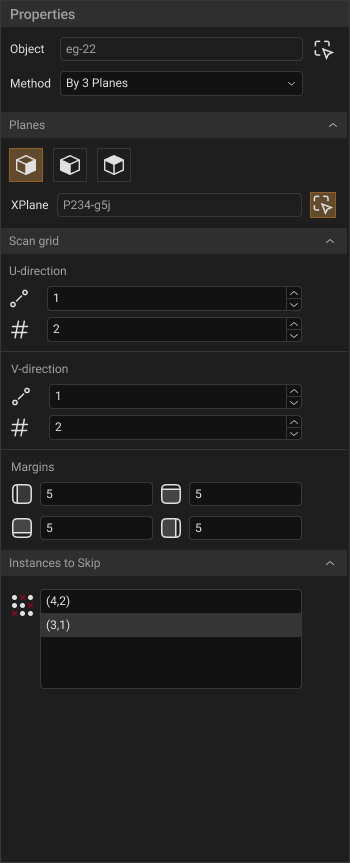 Properties
Object eg-22
Method By 3 Planes
Planes
XPlane P234-g5j
Scan grid
U-direction
1
2
V-direction
1
2
Margins
5 5
5 5
Instances to Skip
(4,2)
(3,1)